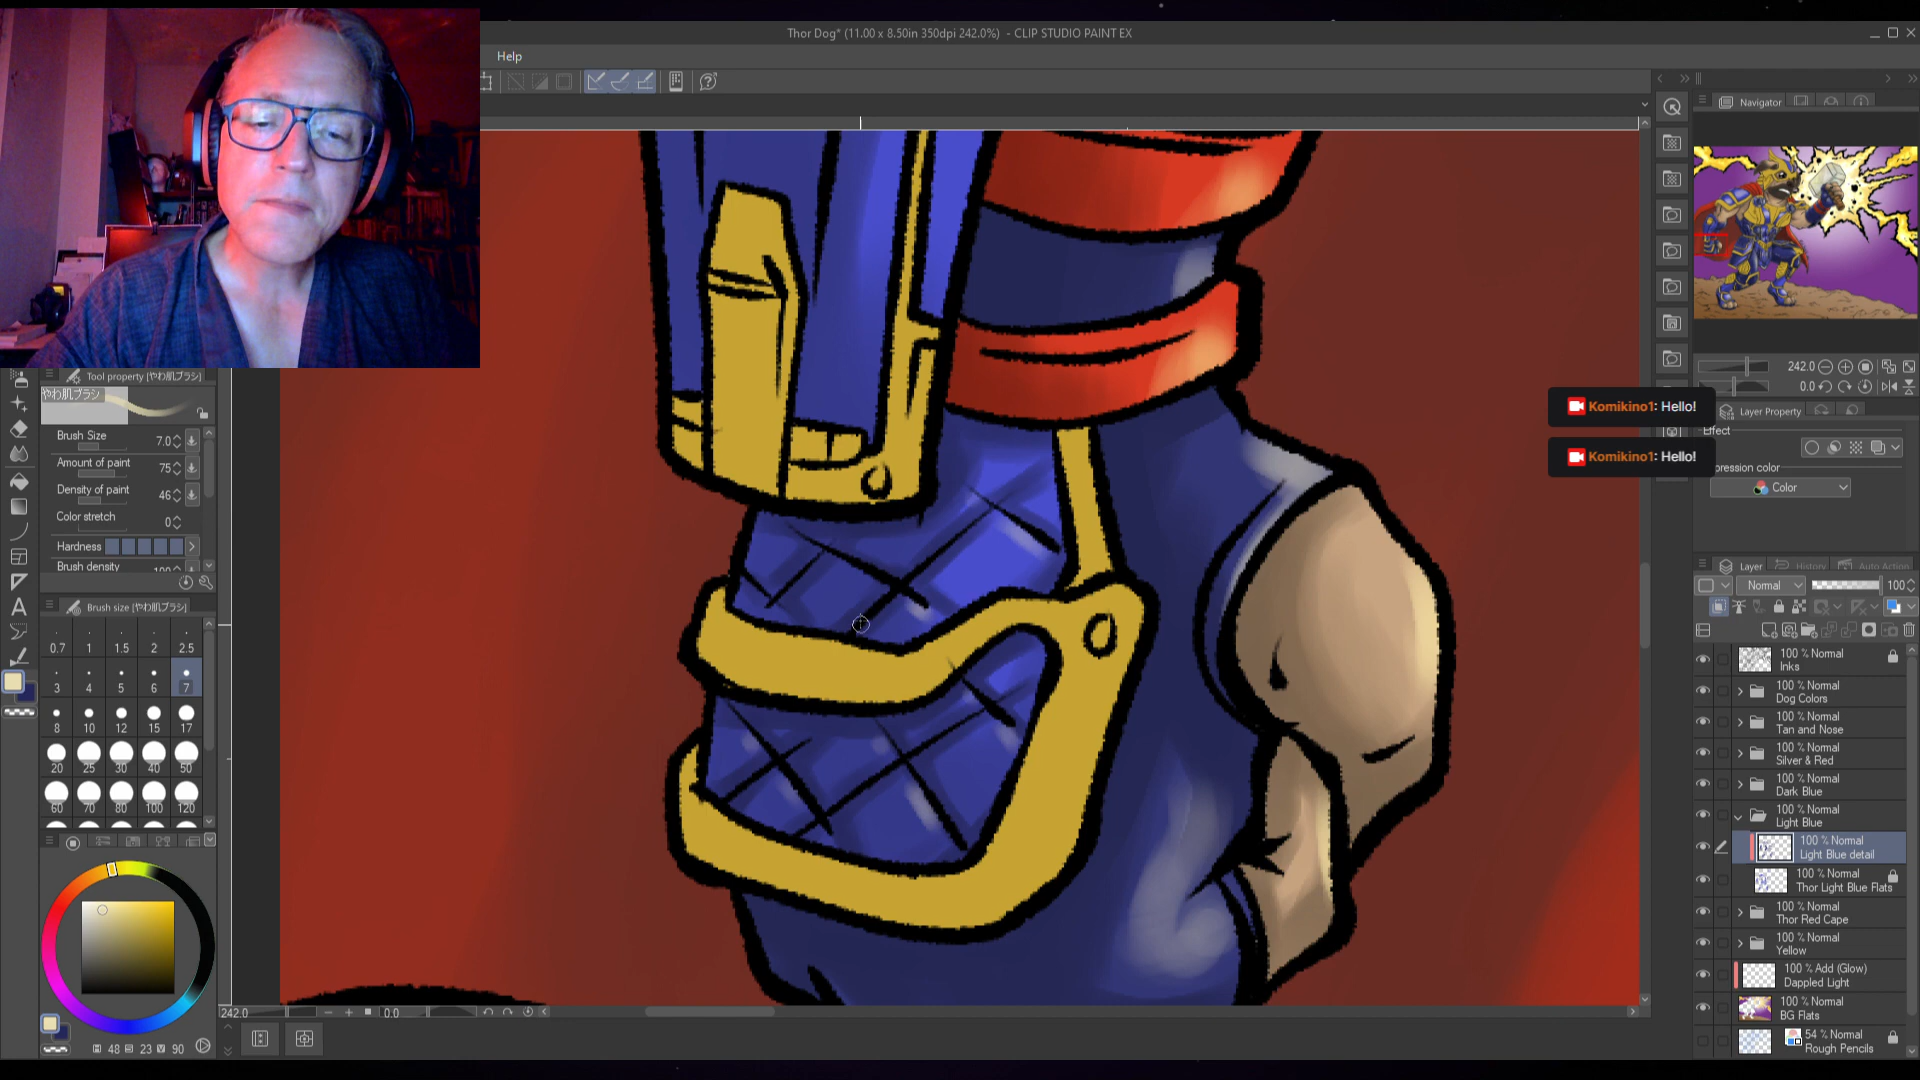 Thor Dog* (11.00 x 8.50in 350dpi 242.0%) - CLIP STUDIO PAINT EX
Help
Navigator
242.0
0.0
Komikino1: Hello!
Komikino1: Hello!
Layer Property
Effect
pression color
Color
Tool property [やわ肌ブラシ]
やわ肌ブラシ
Brush Size 7.0
Amount of paint 75
Density of paint 46
Color stretch 0
Hardness
Brush density 100
Brush size [やわ肌ブラシ]
0.7 1 1.5 2 2.5
3 4 5 6 7
8 10 12 15 17
20 25 30 40 50
60 70 80 100 120
48 23 90
242.0 0.0
Layer History Auto Action
Normal 100
100 % Normal
Inks
100 % Normal
Dog Colors
100 % Normal
Tan and Nose
100 % Normal
Silver & Red
100 % Normal
Dark Blue
100 % Normal
Light Blue
100 % Normal
Light Blue detail
100 % Normal
Thor Light Blue Flats
100 % Normal
Thor Red Cape
100 % Normal
Yellow
100 % Add (Glow)
Dappled Light
100 % Normal
BG Flats
54 % Normal
Rough Pencils